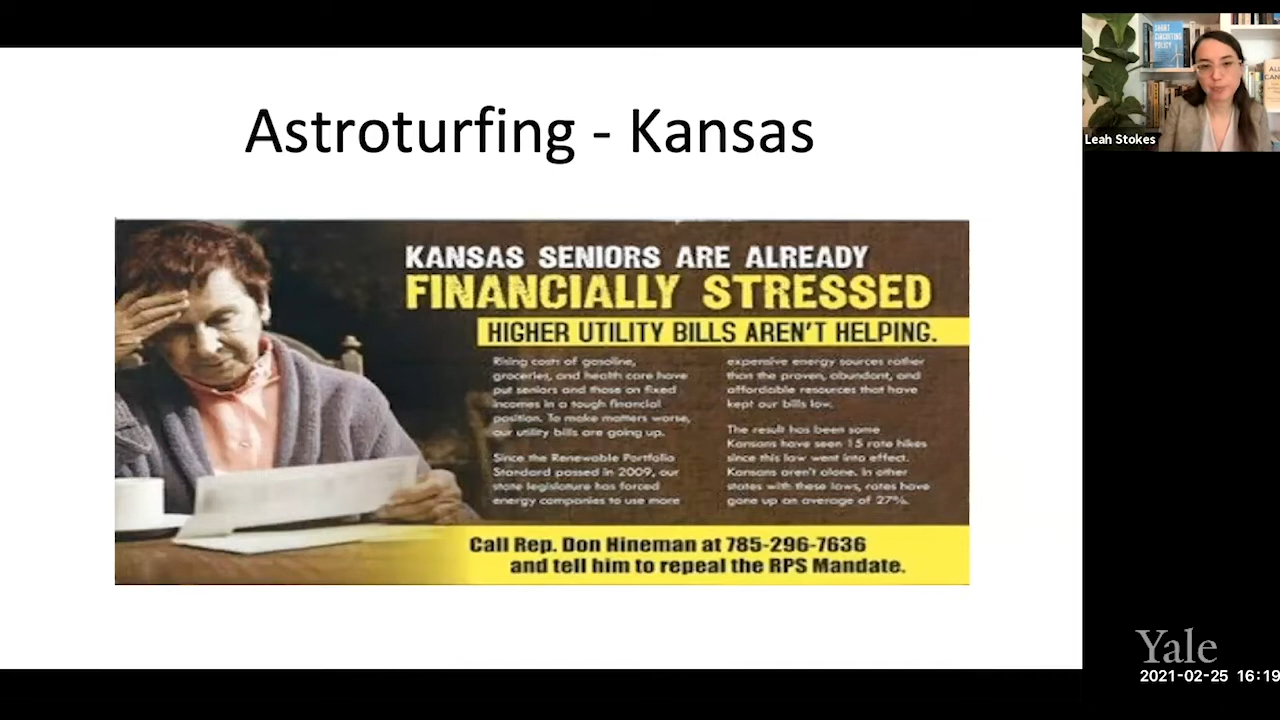 Astroturfing - Kansas
KANSAS SENIORS ARE ALREADY
FINANCIALLY STRESSED
HIGHER UTILITY BILLS AREN'T HELPING.
Rising costs of gasoline,
groceries, and health care have
put seniors and those on fixed
incomes in a tough financial
position. To make matters worse,
our utility bills are going up.
Since the Renewable Portfolio
Standard passed in 2009, our
state legislature has forced
energy companies to use more
expensive energy sources rather
than the proven, abundant, and
affordable resources that have
kept our bills low.
The result has been some
Kansans have seen 15 rate hikes
since this law went into effect.
Kansans aren't alone. In other
states with these laws, rates have
gone up an average of 27%.
Call Rep. Don Hineman at 785-296-7636
and tell him to repeal the RPS Mandate.
SHORT
CIRCUITING
POLICY
ALL
CAN
Leah Stokes
Yale
2021-02-25 16:19